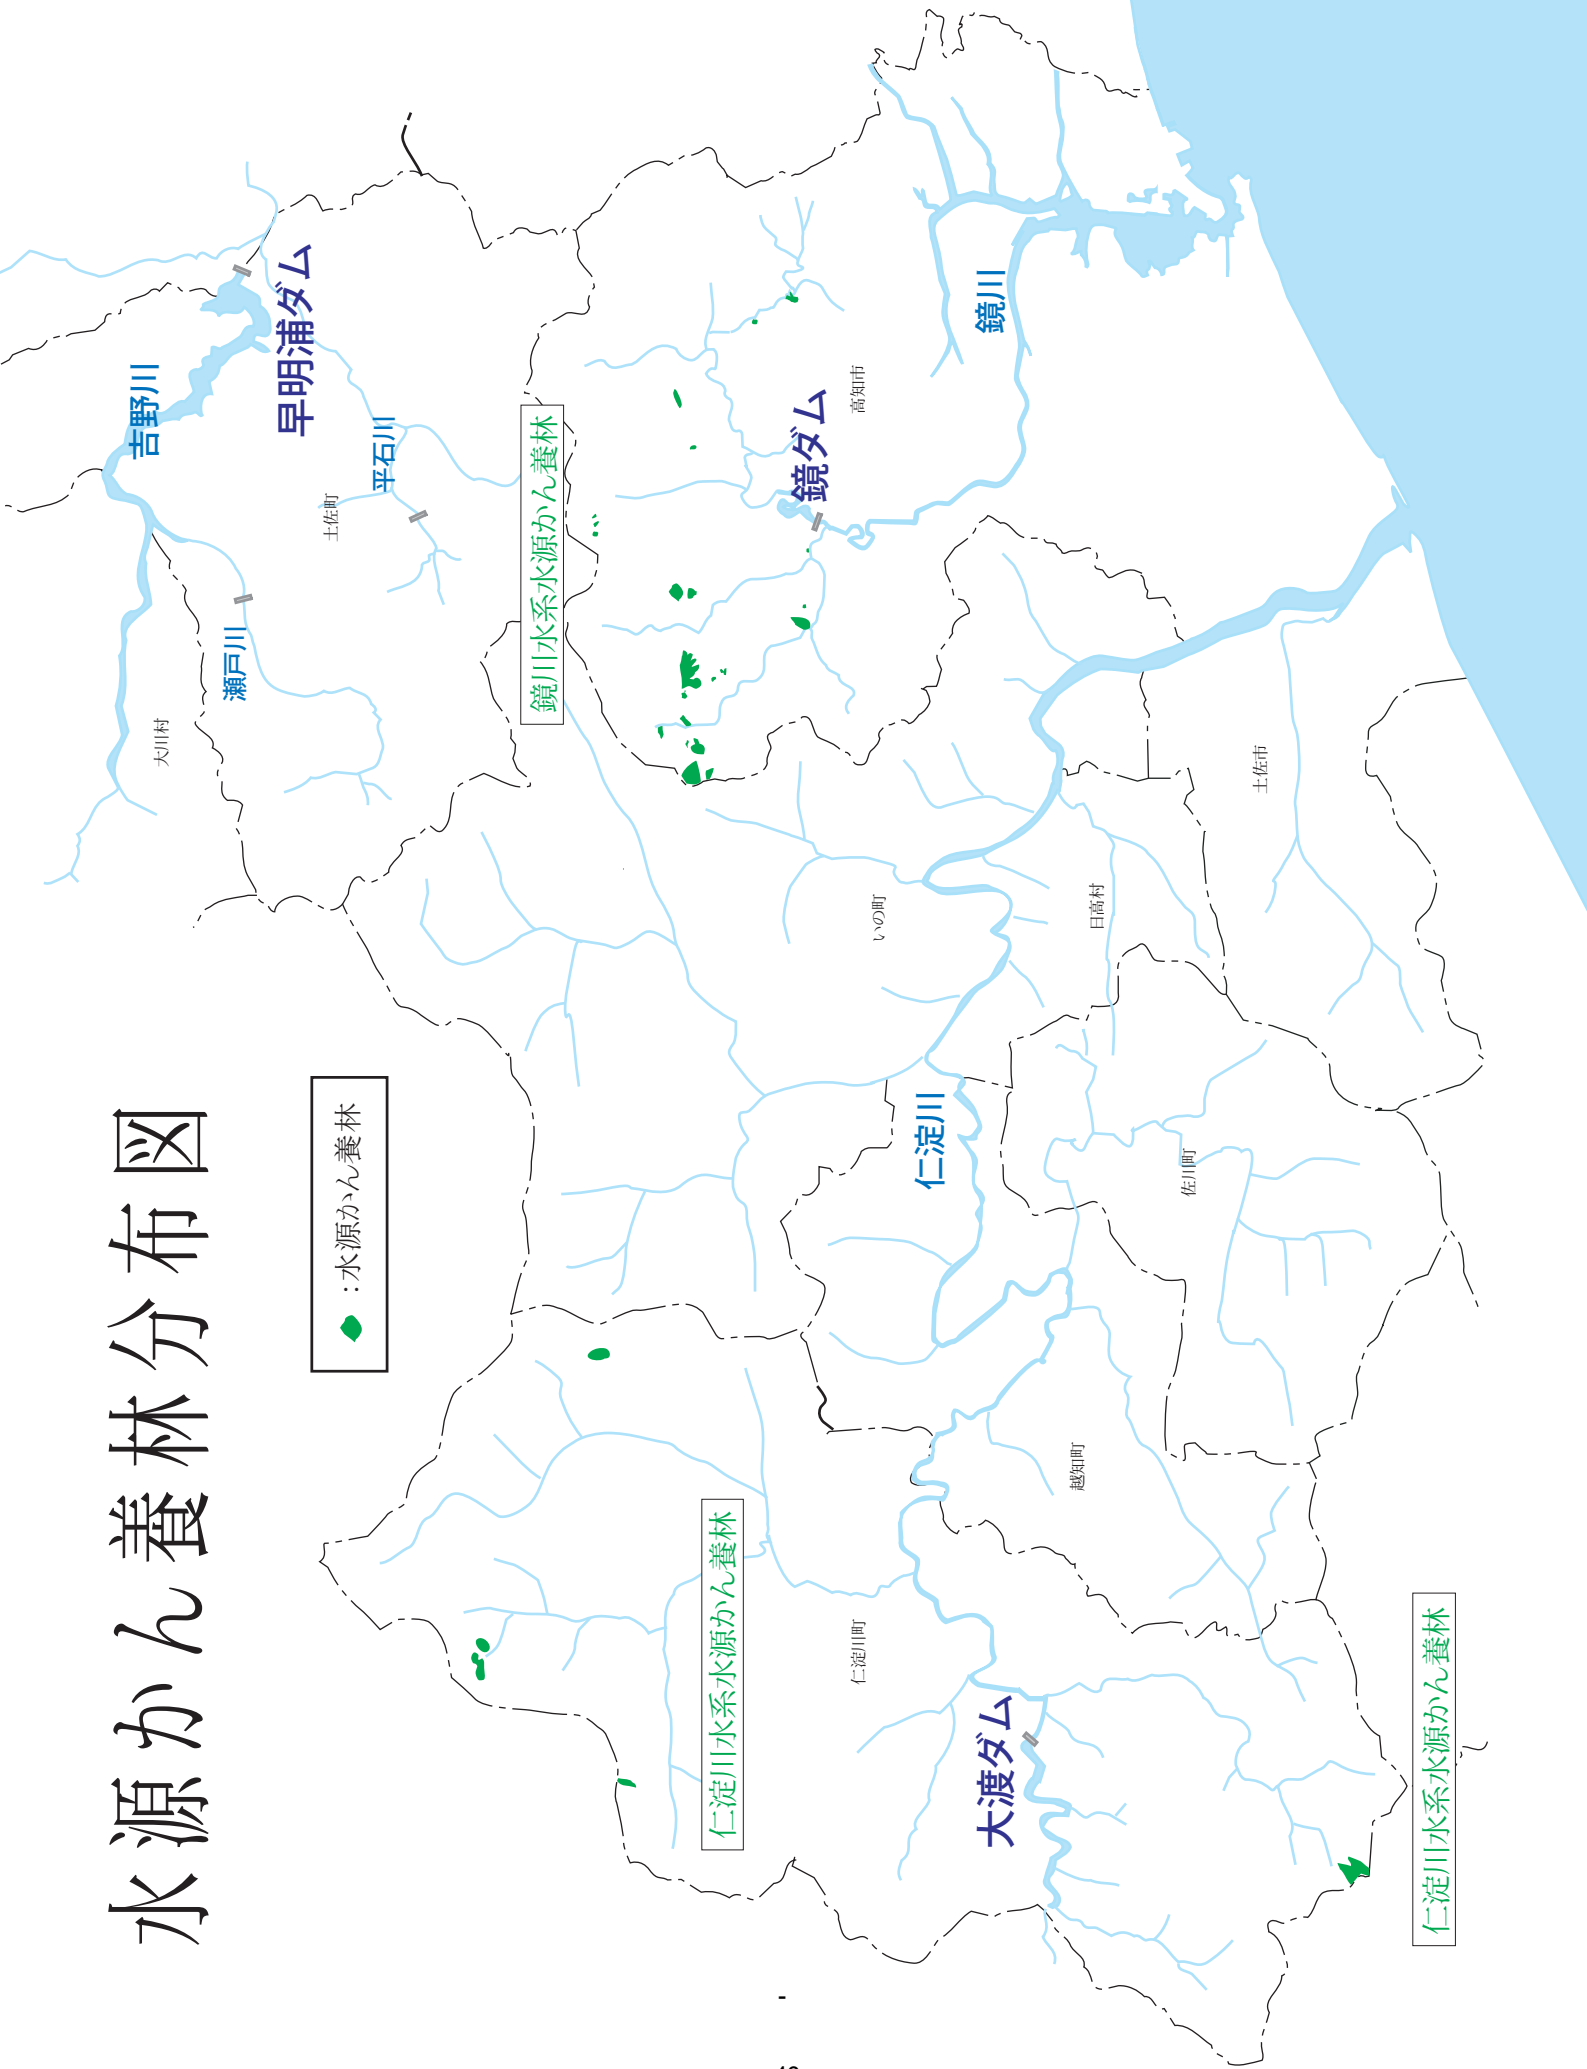 水源かん養林分布図
：水源かん養林
吉野川
早明浦ダム
平石川
土佐町
瀬戸川
大川村
鏡川水系水源かん養林
鏡川
高知市
鏡ダム
土佐市
いの町
日高村
仁淀川
佐川町
越知町
仁淀川水系水源かん養林
仁淀川町
大渡ダム
仁淀川水系水源かん養林
-